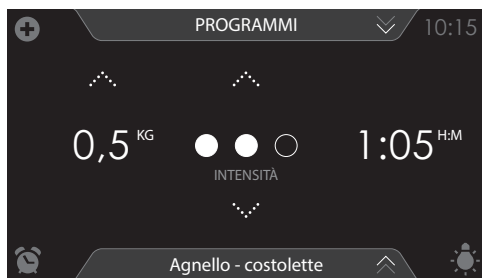 PROGRAMMI
10:15
0,5 KG
1:05 H:M
INTENSITÀ
Agnello - costolette